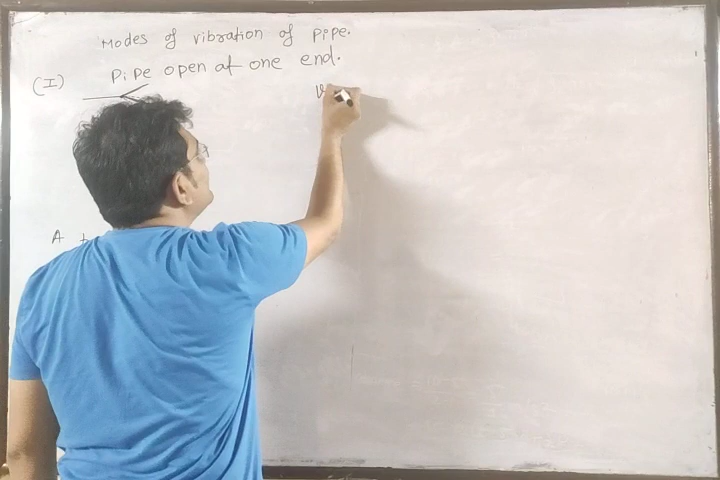 Modes of vibration of Pipe.
(I) Pipe open at one end.
A